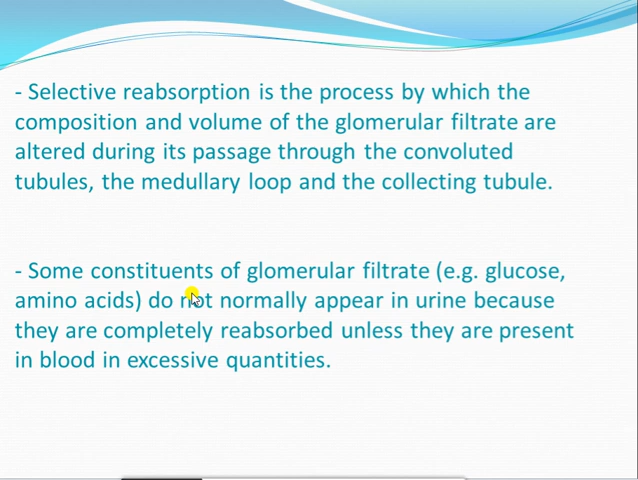 - Selective reabsorption is the process by which the
composition and volume of the glomerular filtrate are
altered during its passage through the convoluted
tubules, the medullary loop and the collecting tubule.
- Some constituents of glomerular filtrate (e.g. glucose,
amino acids) do not normally appear in urine because
they are completely reabsorbed unless they are present
in blood in excessive quantities.